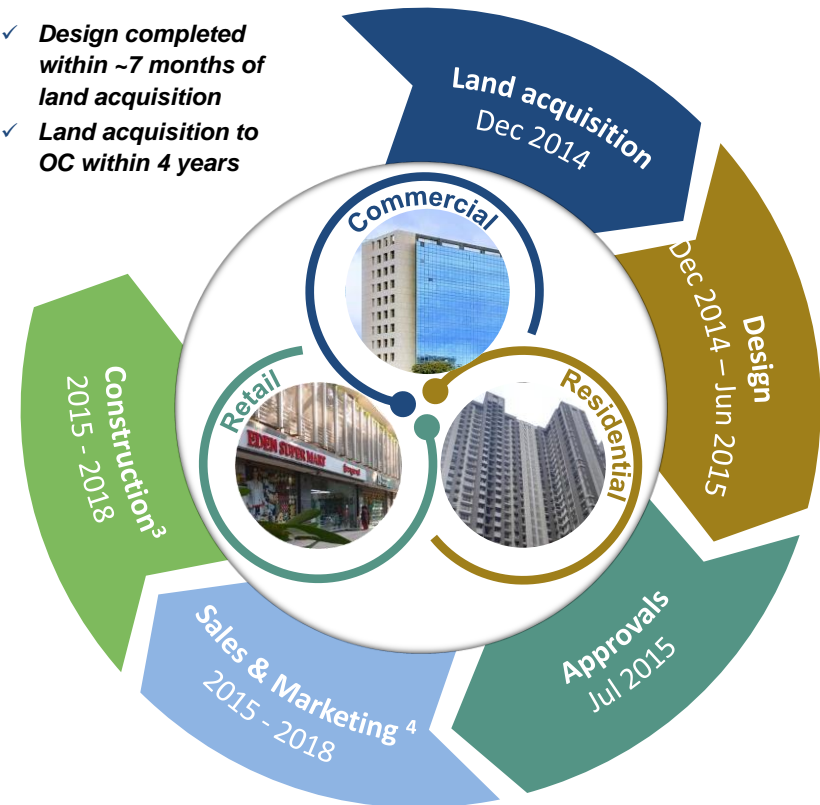 ✓ Design completed
within ~7 months of
land acquisition
✓ Land acquisition to
OC within 4 years
Land acquisition
Dec 2014
Design
Dec 2014 – Jun 2015
Approvals
Jul 2015
Sales & Marketing 4
2015 - 2018
Construction3
2015 - 2018
Commercial
Retail
Residential
EDEN SUPER MART